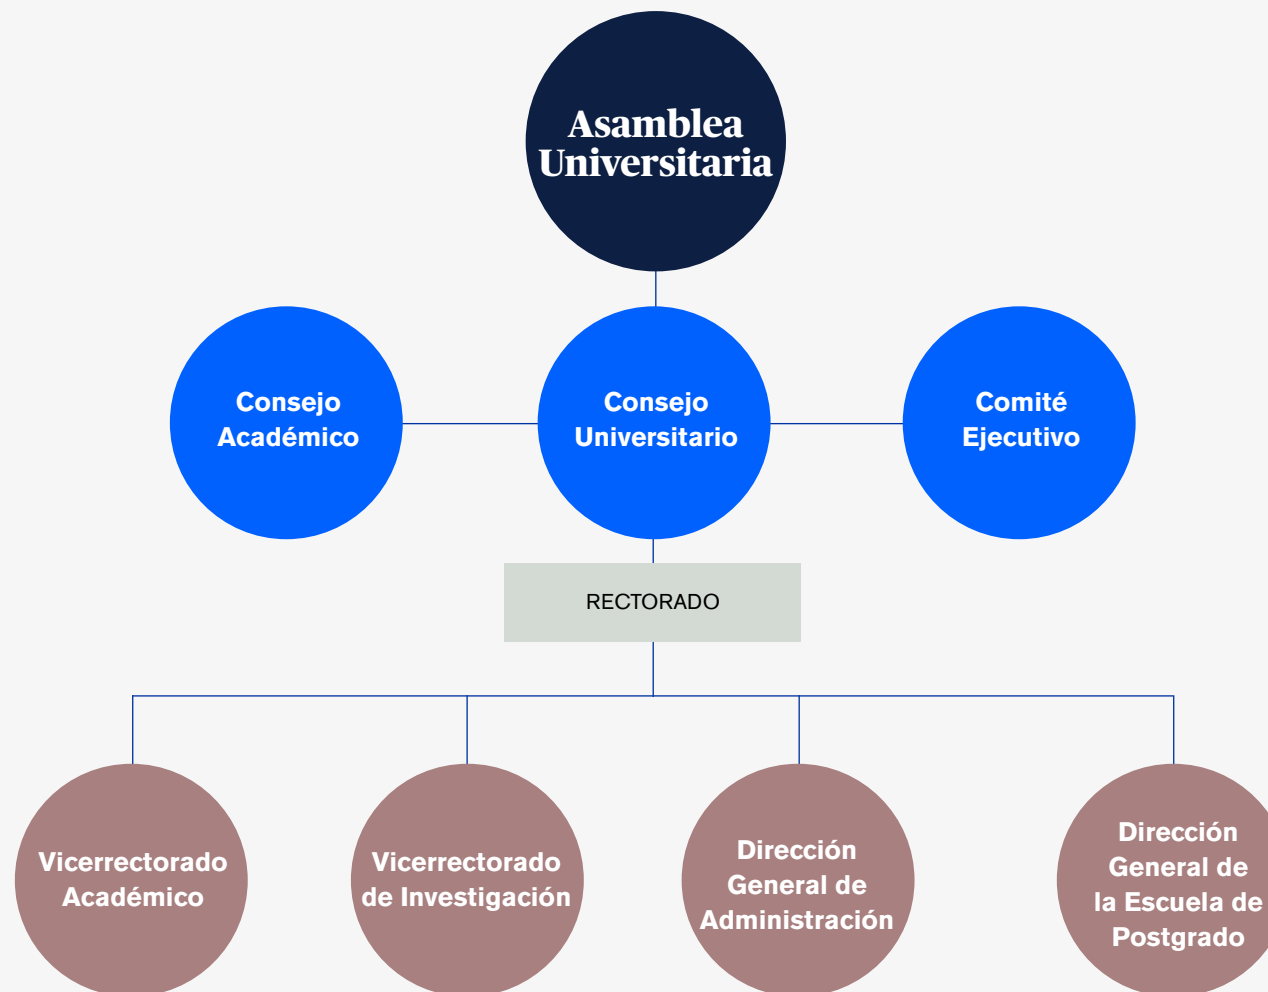 Asamblea
Universitaria
Consejo
Académico
Consejo
Universitario
Comité
Ejecutivo
RECTORADO
Vicerrectorado
Académico
Vicerrectorado
de Investigación
Dirección
General de
Administración
Dirección
General de
la Escuela de
Postgrado